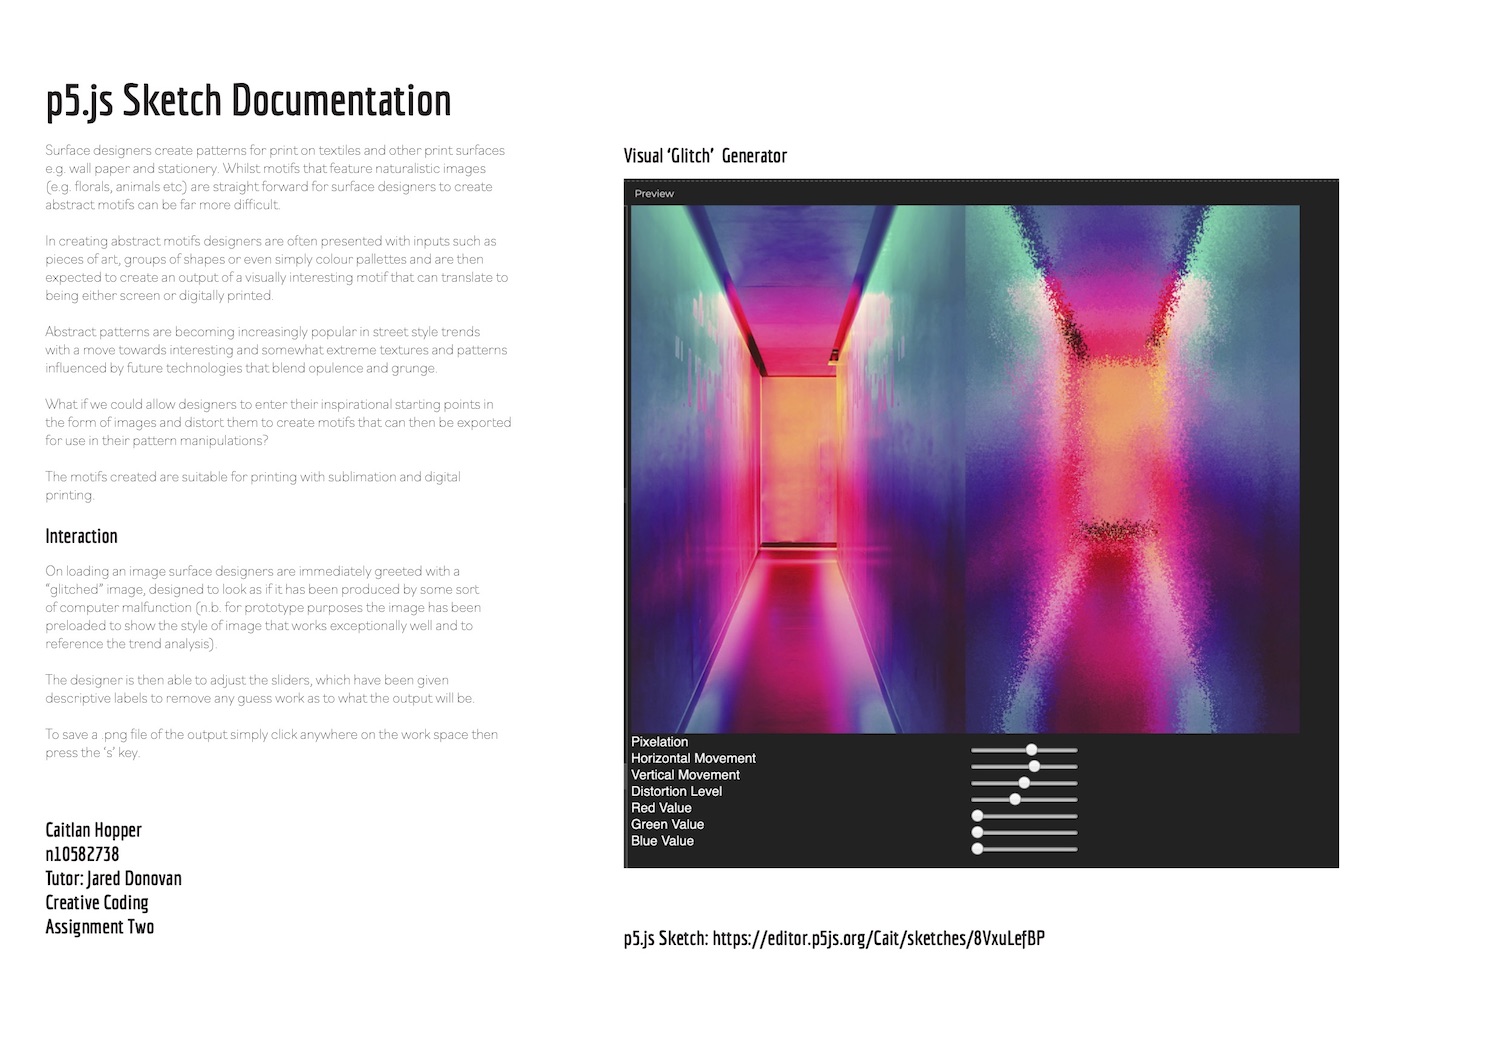 p5.js Sketch Documentation
Surface designers create patterns for print on textiles and other print surfaces
e.g. wall paper and stationery. Whilst motifs that feature naturalistic images
(e.g. florals, animals etc) are straight forward for surface designers to create
abstract motifs can be far more difficult.
In creating abstract motifs designers are often presented with inputs such as
pieces of art, groups of shapes or even simply colour pallettes and are then
expected to create an output of a visually interesting motif that can translate to
being either screen or digitally printed.
Abstract patterns are becoming increasingly popular in street style trends
with a move towards interesting and somewhat extreme textures and patterns
influenced by future technologies that blend opulence and grunge.
What if we could allow designers to enter their inspirational starting points in
the form of images and distort them to create motifs that can then be exported
for use in their pattern manipulations?
The motifs created are suitable for printing with sublimation and digital
printing.
Interaction
On loading an image surface designers are immediately greeted with a
"glitched" image, designed to look as if it has been produced by some sort
of computer malfunction (n.b. for prototype purposes the image has been
preloaded to show the style of image that works exceptionally well and to
reference the trend analysis).
The designer is then able to adjust the sliders, which have been given
descriptive labels to remove any guess work as to what the output will be.
To save a .png file of the output simply click anywhere on the work space then
press the 's' key.
Caitlan Hopper
n10582738
Tutor: Jared Donovan
Creative Coding
Assignment Two
Visual 'Glitch' Generator
Preview
Pixelation
Horizontal Movement
Vertical Movement
Distortion Level
Red Value
Green Value
Blue Value
p5.js Sketch: https://editor.p5js.org/Cait/sketches/8VxuLefBP